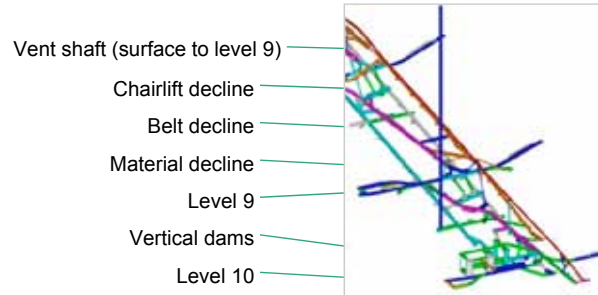 Vent shaft (surface to level 9)
Chairlift decline
Belt decline
Material decline
Level 9
Vertical dams
Level 10